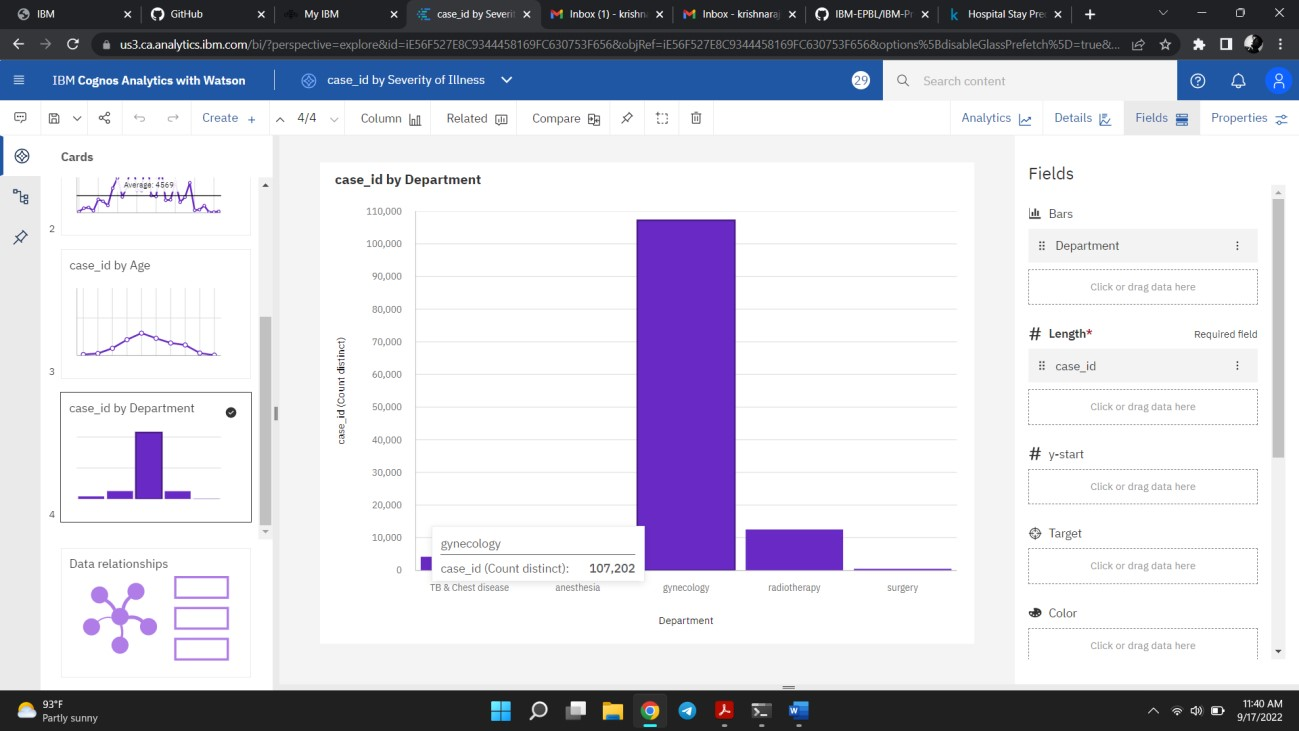 IBM
GitHub
My IBM
case_id by Severit
Inbox (1) - krishna
Inbox - krishnaraj
IBM-EPBL/IBM-Pr
Hospital Stay Pre
us3.ca.analytics.ibm.com/bi/?perspective=explore&id=iE56F527E8C9344458169FC630753F656&objRef=iE56F527E8C9344458169FC630753F656&options%5BdisableGlassPrefetch%5D=true&...
IBM Cognos Analytics with Watson
case_id by Severity of Illness
29
Search content
Create +
4/4
Column
Related
Compare
Analytics
Details
Fields
Properties
Cards
Average: 4569
2
case_id by Age
3
case_id by Department
4
Data relationships
case_id by Department
case_id (Count distinct)
110,000
100,000
90,000
80,000
70,000
60,000
50,000
40,000
30,000
20,000
10,000
0
gynecology
case_id (Count distinct): 107,202
TB & Chest disease
anesthesia
gynecology
radiotherapy
surgery
Department
Fields
Bars
Department
Click or drag data here
# Length* Required field
case_id
Click or drag data here
# y-start
Click or drag data here
Target
Click or drag data here
Color
Click or drag data here
93°F
Partly sunny
11:40 AM
9/17/2022